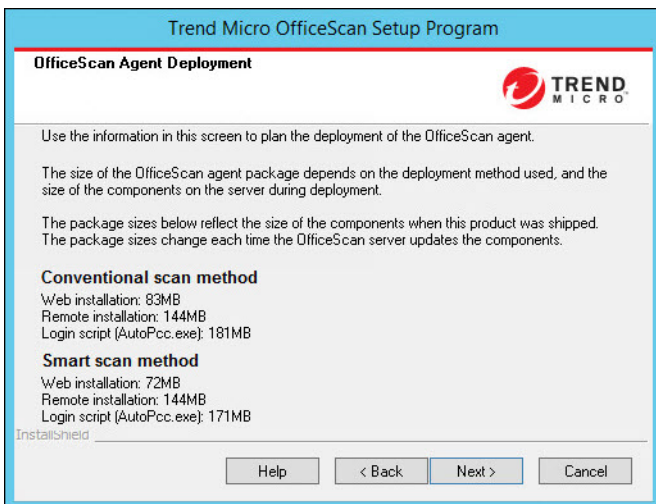 Trend Micro OfficeScan Setup Program
OfficeScan Agent Deployment
TREND
MICRO
Use the information in this screen to plan the deployment of the OfficeScan agent.
The size of the OfficeScan agent package depends on the deployment method used, and the
size of the components on the server during deployment.
The package sizes below reflect the size of the components when this product was shipped.
The package sizes change each time the OfficeScan server updates the components.
Conventional scan method
Web installation: 83MB
Remote installation: 144MB
Login script (AutoPcc.exe): 181MB
Smart scan method
Web installation: 72MB
Remote installation: 144MB
Login script (AutoPcc.exe): 171MB
InstallShield
Help
< Back
Next >
Cancel